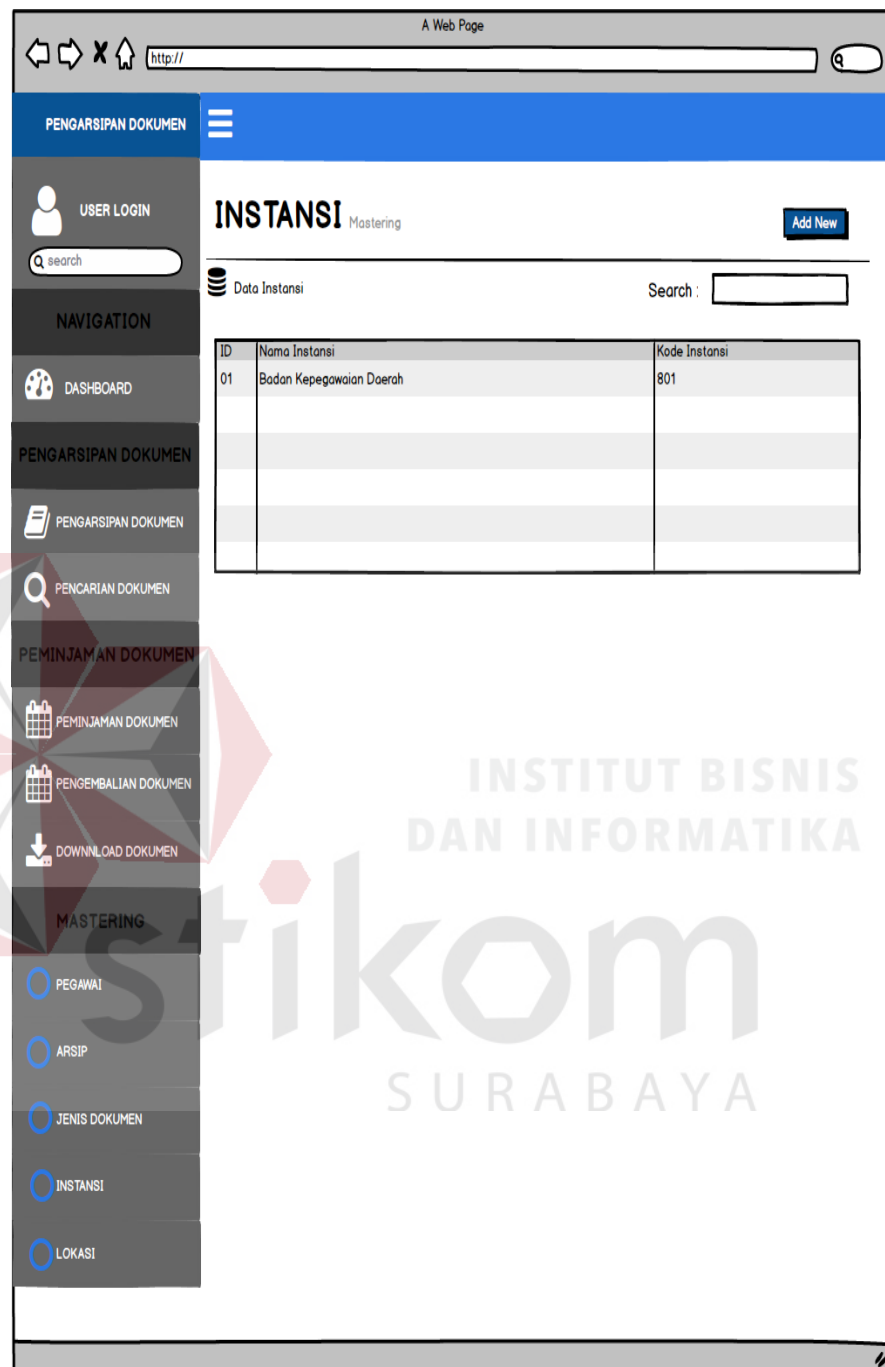 A Web Page
http://
PENGARSIPAN DOKUMEN
USER LOGIN
search
NAVIGATION
DASHBOARD
PENGARSIPAN DOKUMEN
PENGARSIPAN DOKUMEN
PENCARIAN DOKUMEN
PEMINJAMAN DOKUMEN
PEMINJAMAN DOKUMEN
PENGEMBALIAN DOKUMEN
DOWNNLOAD DOKUMEN
MASTERING
PEGAWAI
ARSIP
JENIS DOKUMEN
INSTANSI
LOKASI
INSTANSI Mastering
Add New
Data Instansi
Search :
ID Nama Instansi Kode Instansi
01 Badan Kepegawaian Daerah 801
INSTITUT BISNIS
DAN INFORMATIKA
stikom
SURABAYA